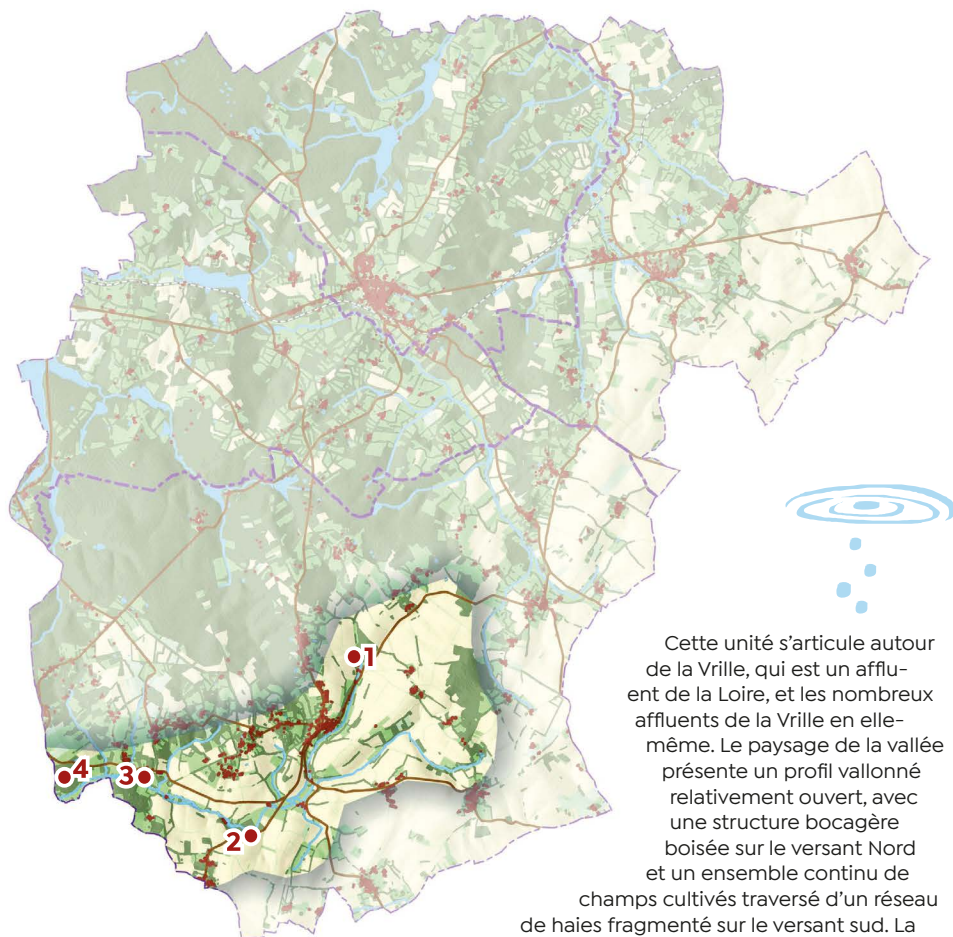 1
4
3
2
Cette unité s’articule autour
de la Vrille, qui est un afflu-
ent de la Loire, et les nombreux
affluents de la Vrille en elle-
même. Le paysage de la vallée
présente un profil vallonné
relativement ouvert, avec
une structure bocagère
boisée sur le versant Nord
et un ensemble continu de
champs cultivés traversé d’un réseau
de haies fragmenté sur le versant sud. La